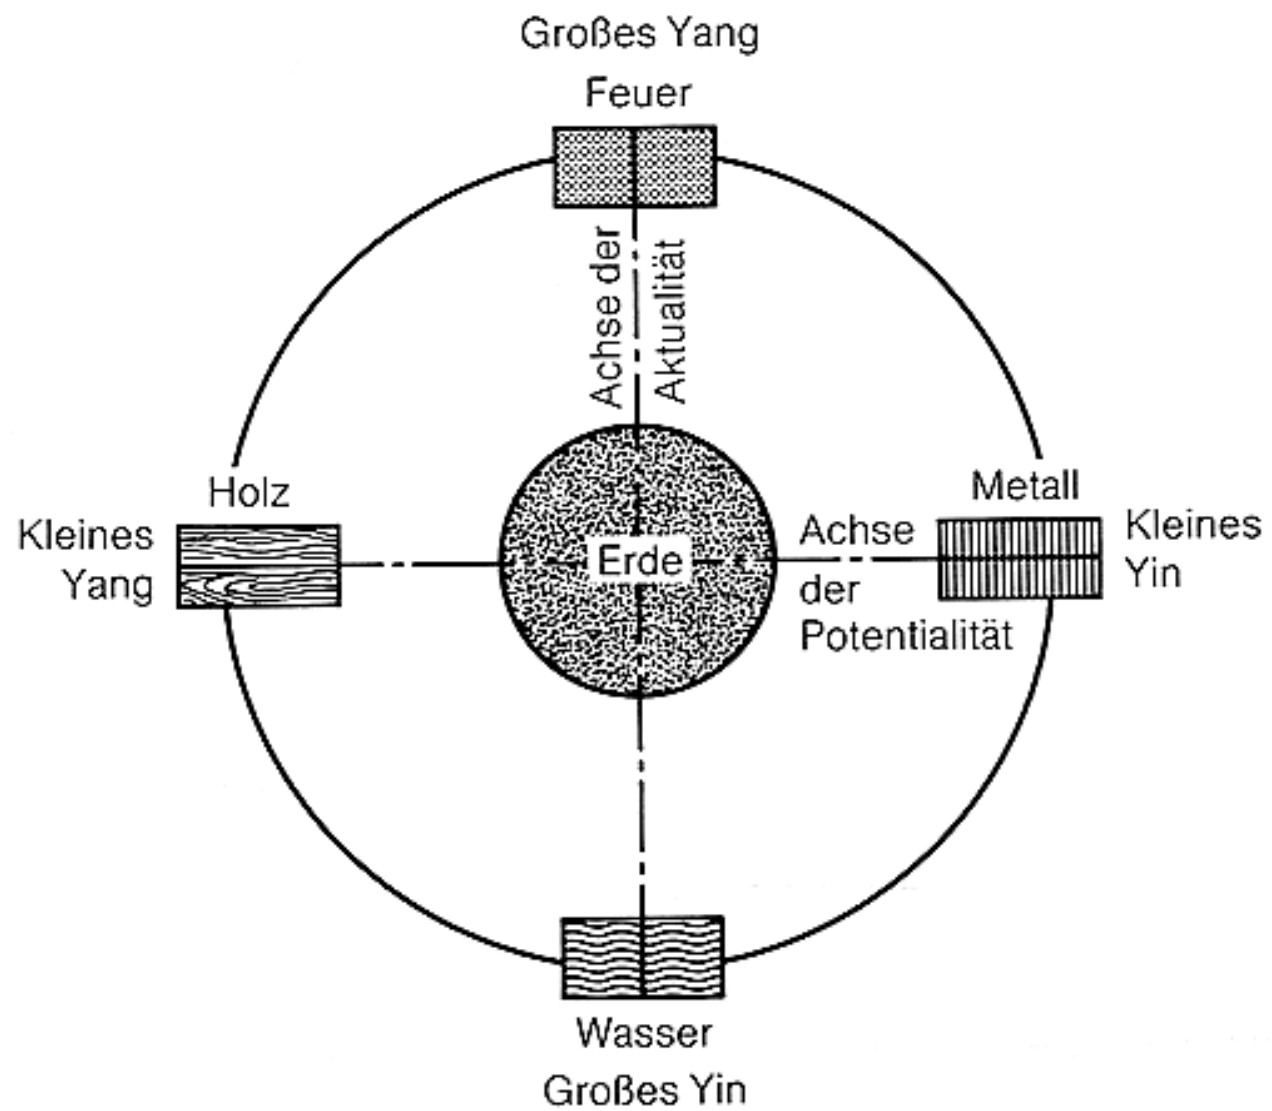 Großes Yang
Feuer
Achse der
Aktualität
Holz
Kleines
Yang
Erde
Achse
der
Potentialität
Metall
Kleines
Yin
Wasser
Großes Yin